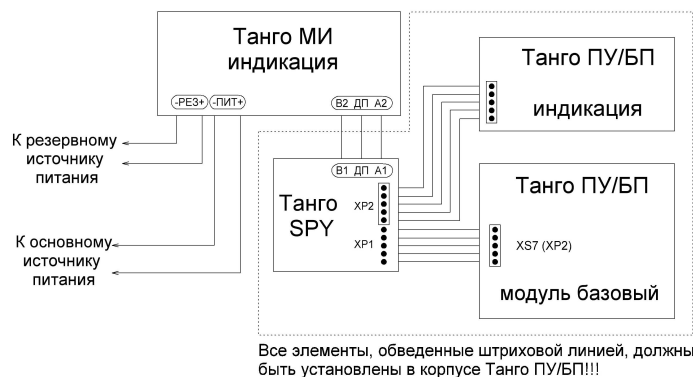 Танго МИ
индикация
-РЕЗ+ -ПИТ+
В2 ДП А2
Танго ПУ/БП
индикация
К резервному
источнику
питания
В1 ДП А1
Танго
SPY
XP2
XP1
Танго ПУ/БП
XS7 (XP2)
модуль базовый
К основному
источнику
питания
Все элементы, обведенные штриховой линией, должны
быть установлены в корпусе Танго ПУ/БП!!!